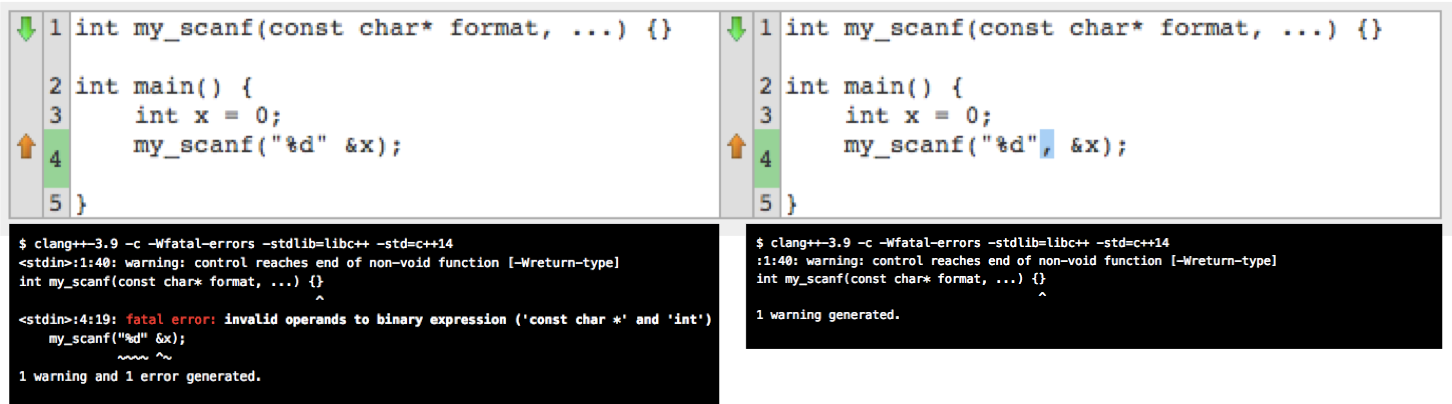 1 int my_scanf(const char* format, ...) {}
2 int main() {
3 int x = 0;
4 my_scanf("%d" &x);
5 }
$ clang++-3.9 -c -Wfatal-errors -stdlib=libc++ -std=c++14
<stdin>:1:40: warning: control reaches end of non-void function [-Wreturn-type]
int my_scanf(const char* format, ...) {}
^
<stdin>:4:19: fatal error: invalid operands to binary expression ('const char *' and 'int')
my_scanf("%d" &x);
~~~~ ^~
1 warning and 1 error generated.
1 int my_scanf(const char* format, ...) {}
2 int main() {
3 int x = 0;
4 my_scanf("%d", &x);
5 }
$ clang++-3.9 -c -Wfatal-errors -stdlib=libc++ -std=c++14
:1:40: warning: control reaches end of non-void function [-Wreturn-type]
int my_scanf(const char* format, ...) {}
^
1 warning generated.